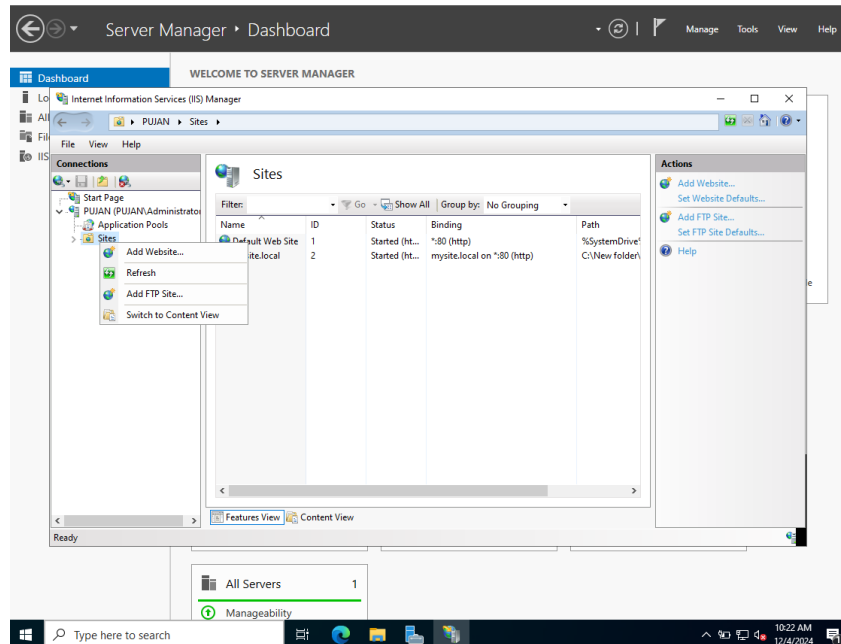 Server Manager ‣ Dashboard
Manage Tools View Help
Dashboard
WELCOME TO SERVER MANAGER
Lo
All
Fil
IIS
Internet Information Services (IIS) Manager
PUJAN ‣ Sites ‣
File View Help
Connections
Start Page
PUJAN (PUJAN\Administrator
Application Pools
Sites
Add Website...
Refresh
Add FTP Site...
Switch to Content View
Sites
Filter: Go Show All Group by: No Grouping
Name ID Status Binding Path
Default Web Site 1 Started (ht... *:80 (http) %SystemDrive%
site.local 2 Started (ht... mysite.local on *:80 (http) C:\New folder\
Features View Content View
Actions
Add Website...
Set Website Defaults...
Add FTP Site...
Set FTP Site Defaults...
Help
e
Ready
All Servers 1
Manageability
Type here to search
10:22 AM
12/4/2024